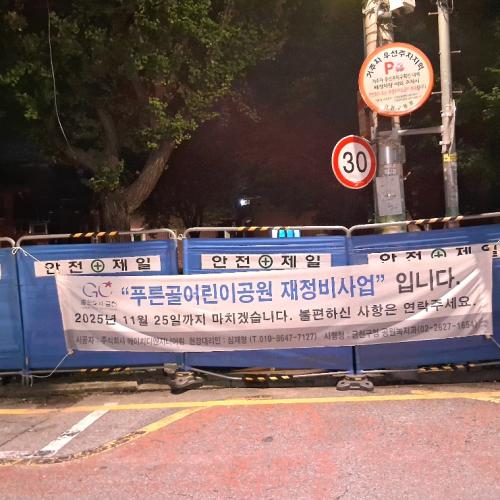 거주자 우선주차지역
P
30
안전 제일
안전 제일
안전 제일
GC
"푸른골어린이공원 재정비사업" 입니다.
2025년 11월 25일까지 마치겠습니다. 불편하신 사항은 연락주세요.
시공자 : 주식회사 현장대리인 : 심재형 (T.010-8647-7127) 시행청 : 금천구청 공원녹지과(02-2627-1654)